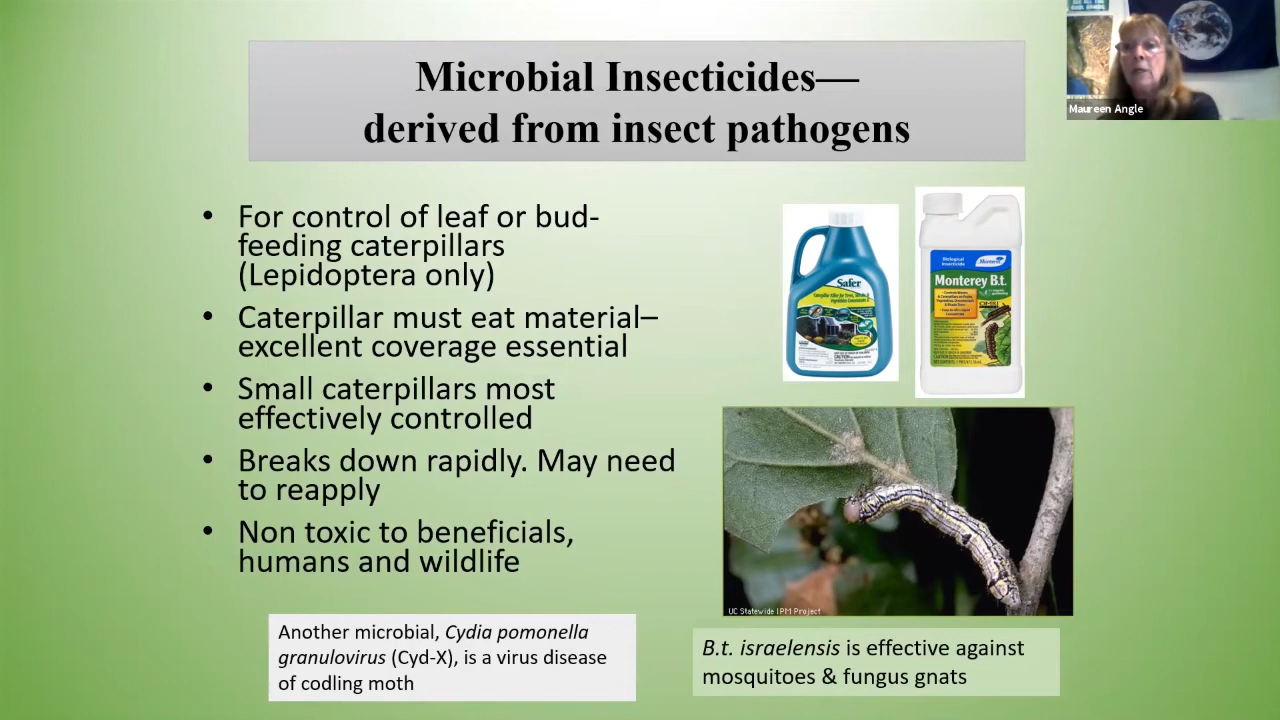 Microbial Insecticides—
derived from insect pathogens
Maureen Angle
• For control of leaf or bud-
feeding caterpillars
(Lepidoptera only)
• Caterpillar must eat material–
excellent coverage essential
• Small caterpillars most
effectively controlled
• Breaks down rapidly. May need
to reapply
• Non toxic to beneficials,
humans and wildlife
Safer
Biological
Insecticide
Monterey
Monterey B.t.
UC Statewide IPM Project
Another microbial, Cydia pomonella
granulovirus (Cyd-X), is a virus disease
of codling moth
B.t. israelensis is effective against
mosquitoes & fungus gnats